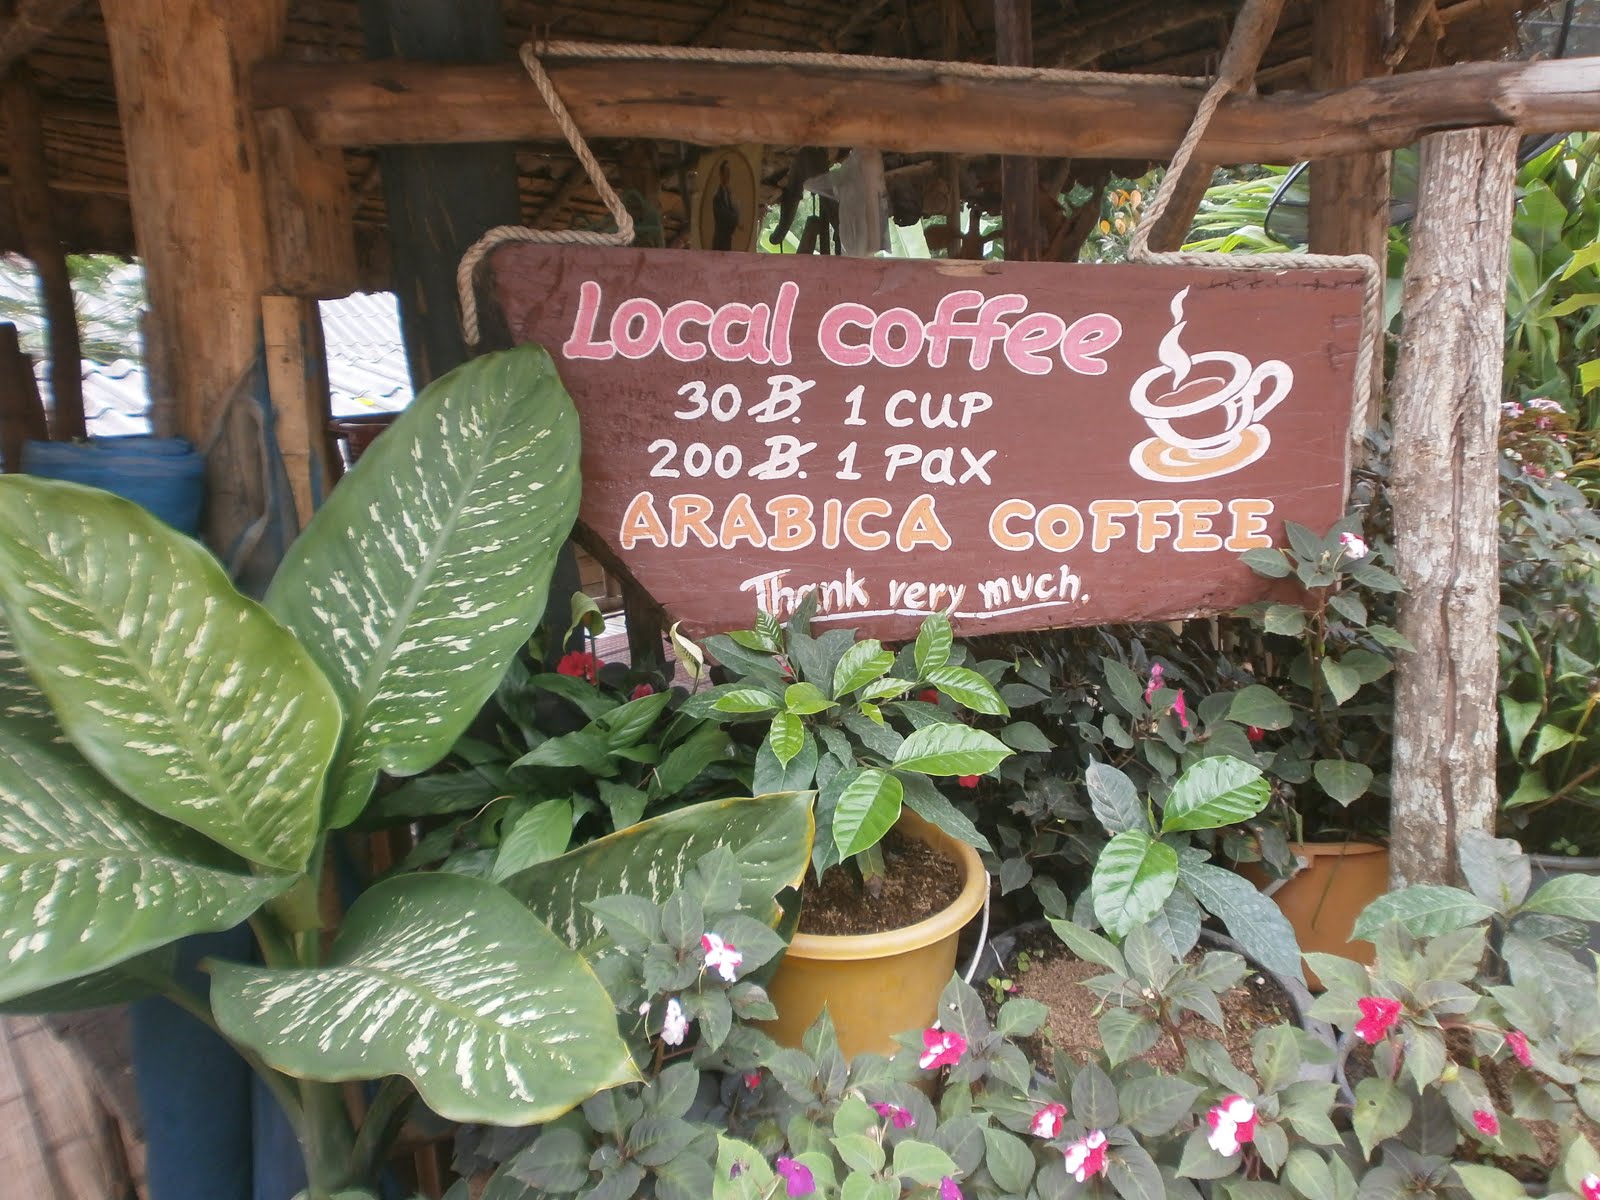 Local coffee
30 B. 1 CUP
200 B. 1 Pax
ARABICA COFFEE
Thank very much.